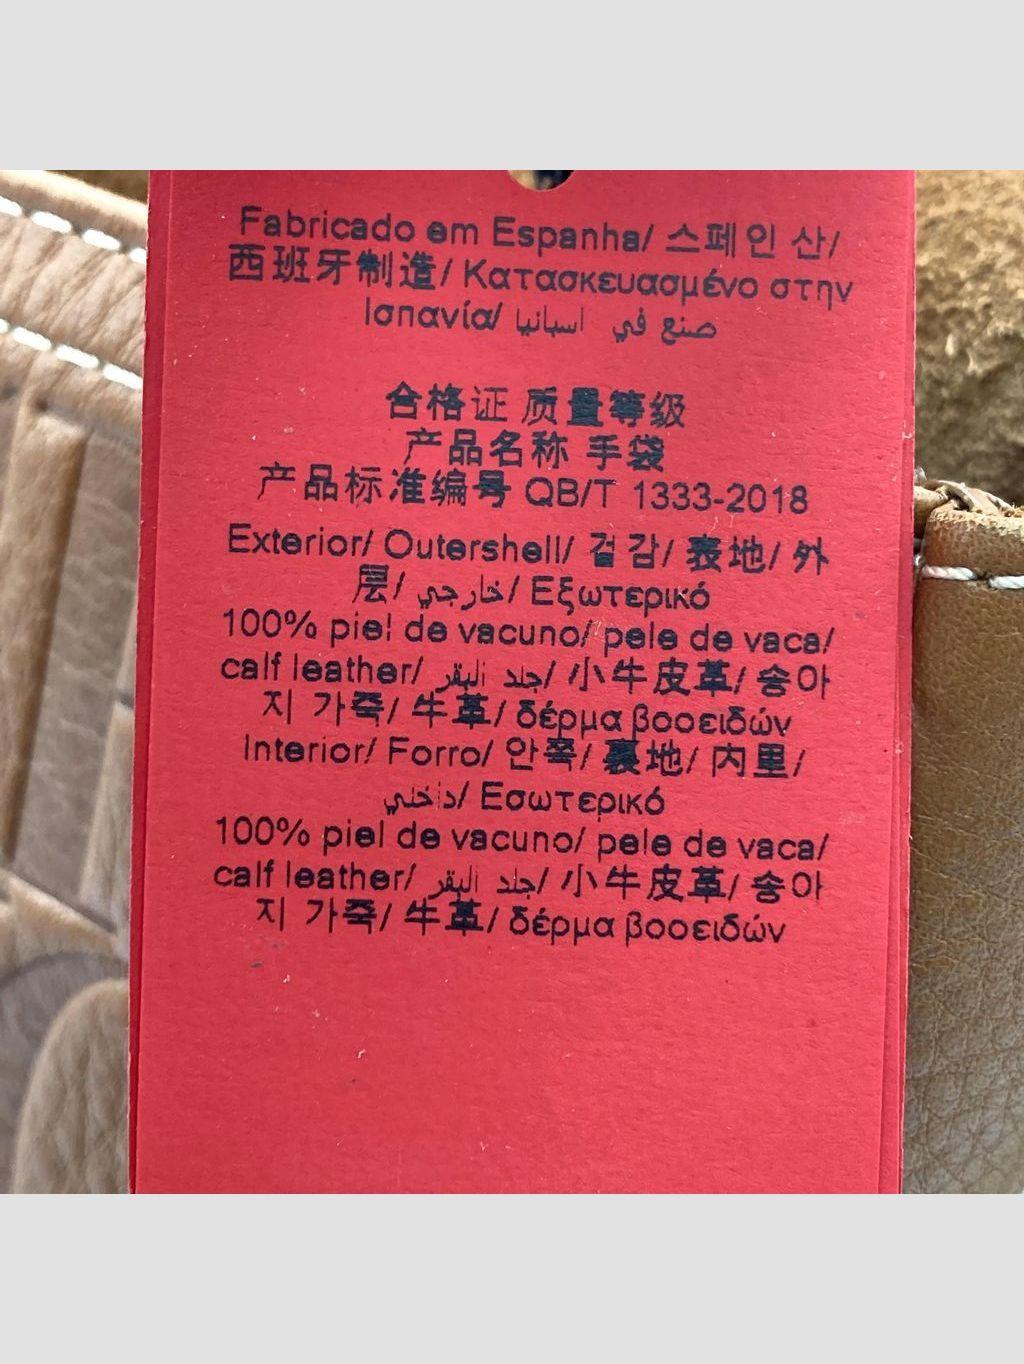 Fabricado em Espanha/ 스페인 산/
西班牙制造/ Κατασκευασμένο στην
Ισπανία/ صنع في اسبانيا
合格证 质量等级
产品名称 手袋
产品标准编号 QB/T 1333-2018
Exterior/ Outershell/ 겉감/ 表地/ 外
层/ خارجي/ Εξωτερικό
100% piel de vacuno/ pele de vaca/
calf leather/ جلد البقر/ 小牛皮革/ 송아
지 가죽/ 牛革/ δέρμα βοοειδών
Interior/ Forro/ 안쪽/ 裏地/ 内里/
داخلي/ Εσωτερικό
100% piel de vacuno/ pele de vaca/
calf leather/ جلد البقر/ 小牛皮革/ 송아
지 가죽/ 牛革/ δέρμα βοοειδών